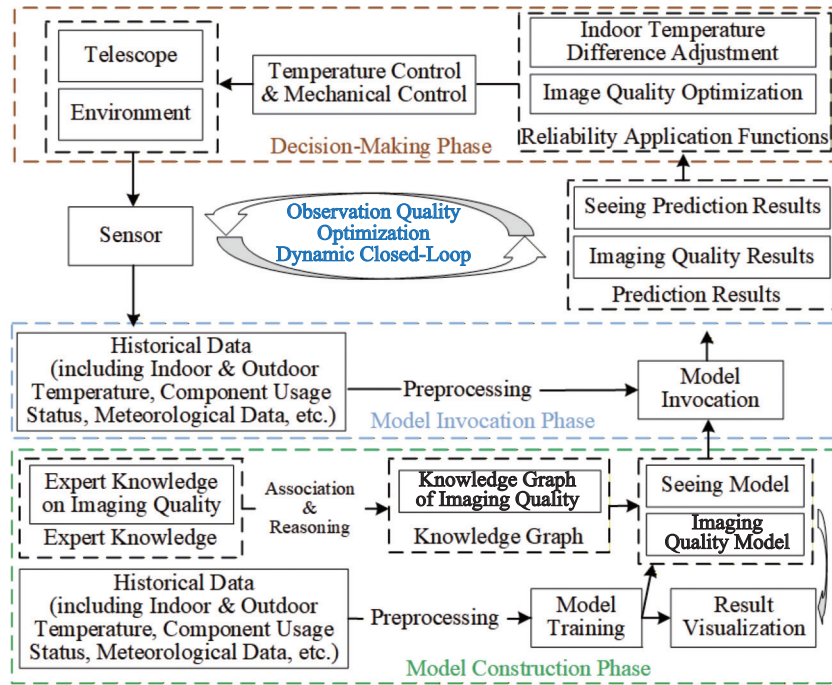 Telescope
Environment
Temperature Control
& Mechanical Control
Indoor Temperature
Difference Adjustment
Image Quality Optimization
Reliability Application Functions
Decision-Making Phase
Sensor
Observation Quality
Optimization
Dynamic Closed-Loop
Seeing Prediction Results
Imaging Quality Results
Prediction Results
Historical Data
(including Indoor & Outdoor
Temperature, Component Usage
Status, Meteorological Data, etc.)
Preprocessing
Model
Invocation
Model Invocation Phase
Expert Knowledge
on Imaging Quality
Expert Knowledge
Association
&
Reasoning
Knowledge Graph
of Imaging Quality
Knowledge Graph
Seeing Model
Imaging
Quality Model
Historical Data
(including Indoor & Outdoor
Temperature, Component Usage
Status, Meteorological Data, etc.)
Preprocessing
Model
Training
Result
Visualization
Model Construction Phase